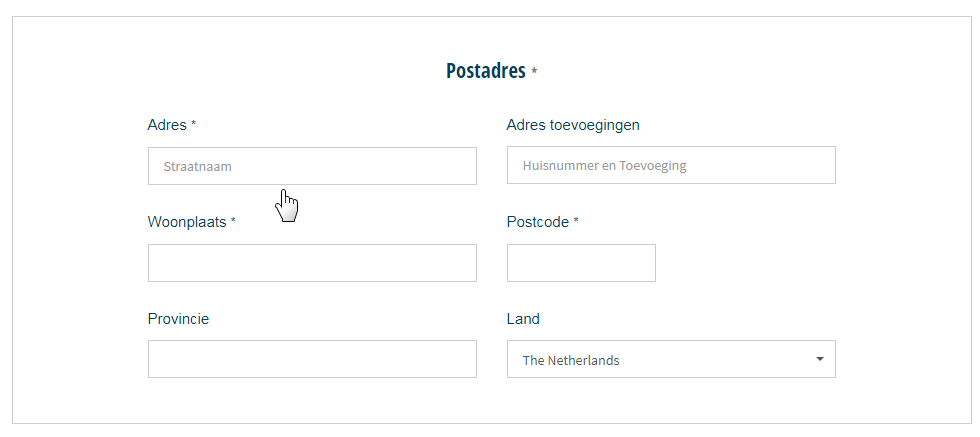 Postadres *
Adres *
Adres toevoegingen
Straatnaam
Huisnummer en Toevoeging
Woonplaats *
Postcode *
Provincie
Land
The Netherlands